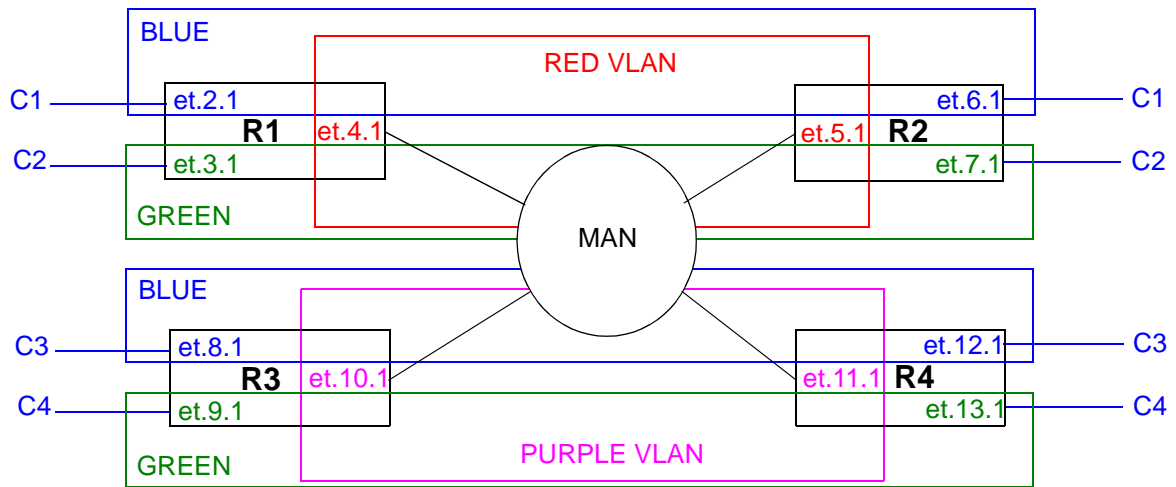 BLUE
RED VLAN
C1 et.2.1 et.6.1 C1
R1 et.4.1 et.5.1 R2
C2 et.3.1 et.7.1 C2
GREEN
MAN
BLUE
C3 et.8.1 et.12.1 C3
R3 et.10.1 et.11.1 R4
C4 et.9.1 et.13.1 C4
PURPLE VLAN
GREEN